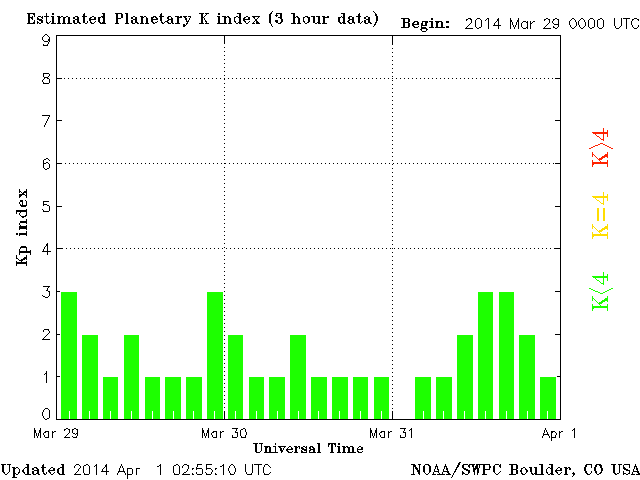 Estimated Planetary K index (3 hour data) Begin: 2014 Mar 29 0000 UTC
9
8
7
6
5
4
3
2
1
0
Kp index
K>4
K=4
K<4
Mar 29 Mar 30 Mar 31 Apr 1
Universal Time
Updated 2014 Apr 1 02:55:10 UTC NOAA/SWPC Boulder, CO USA